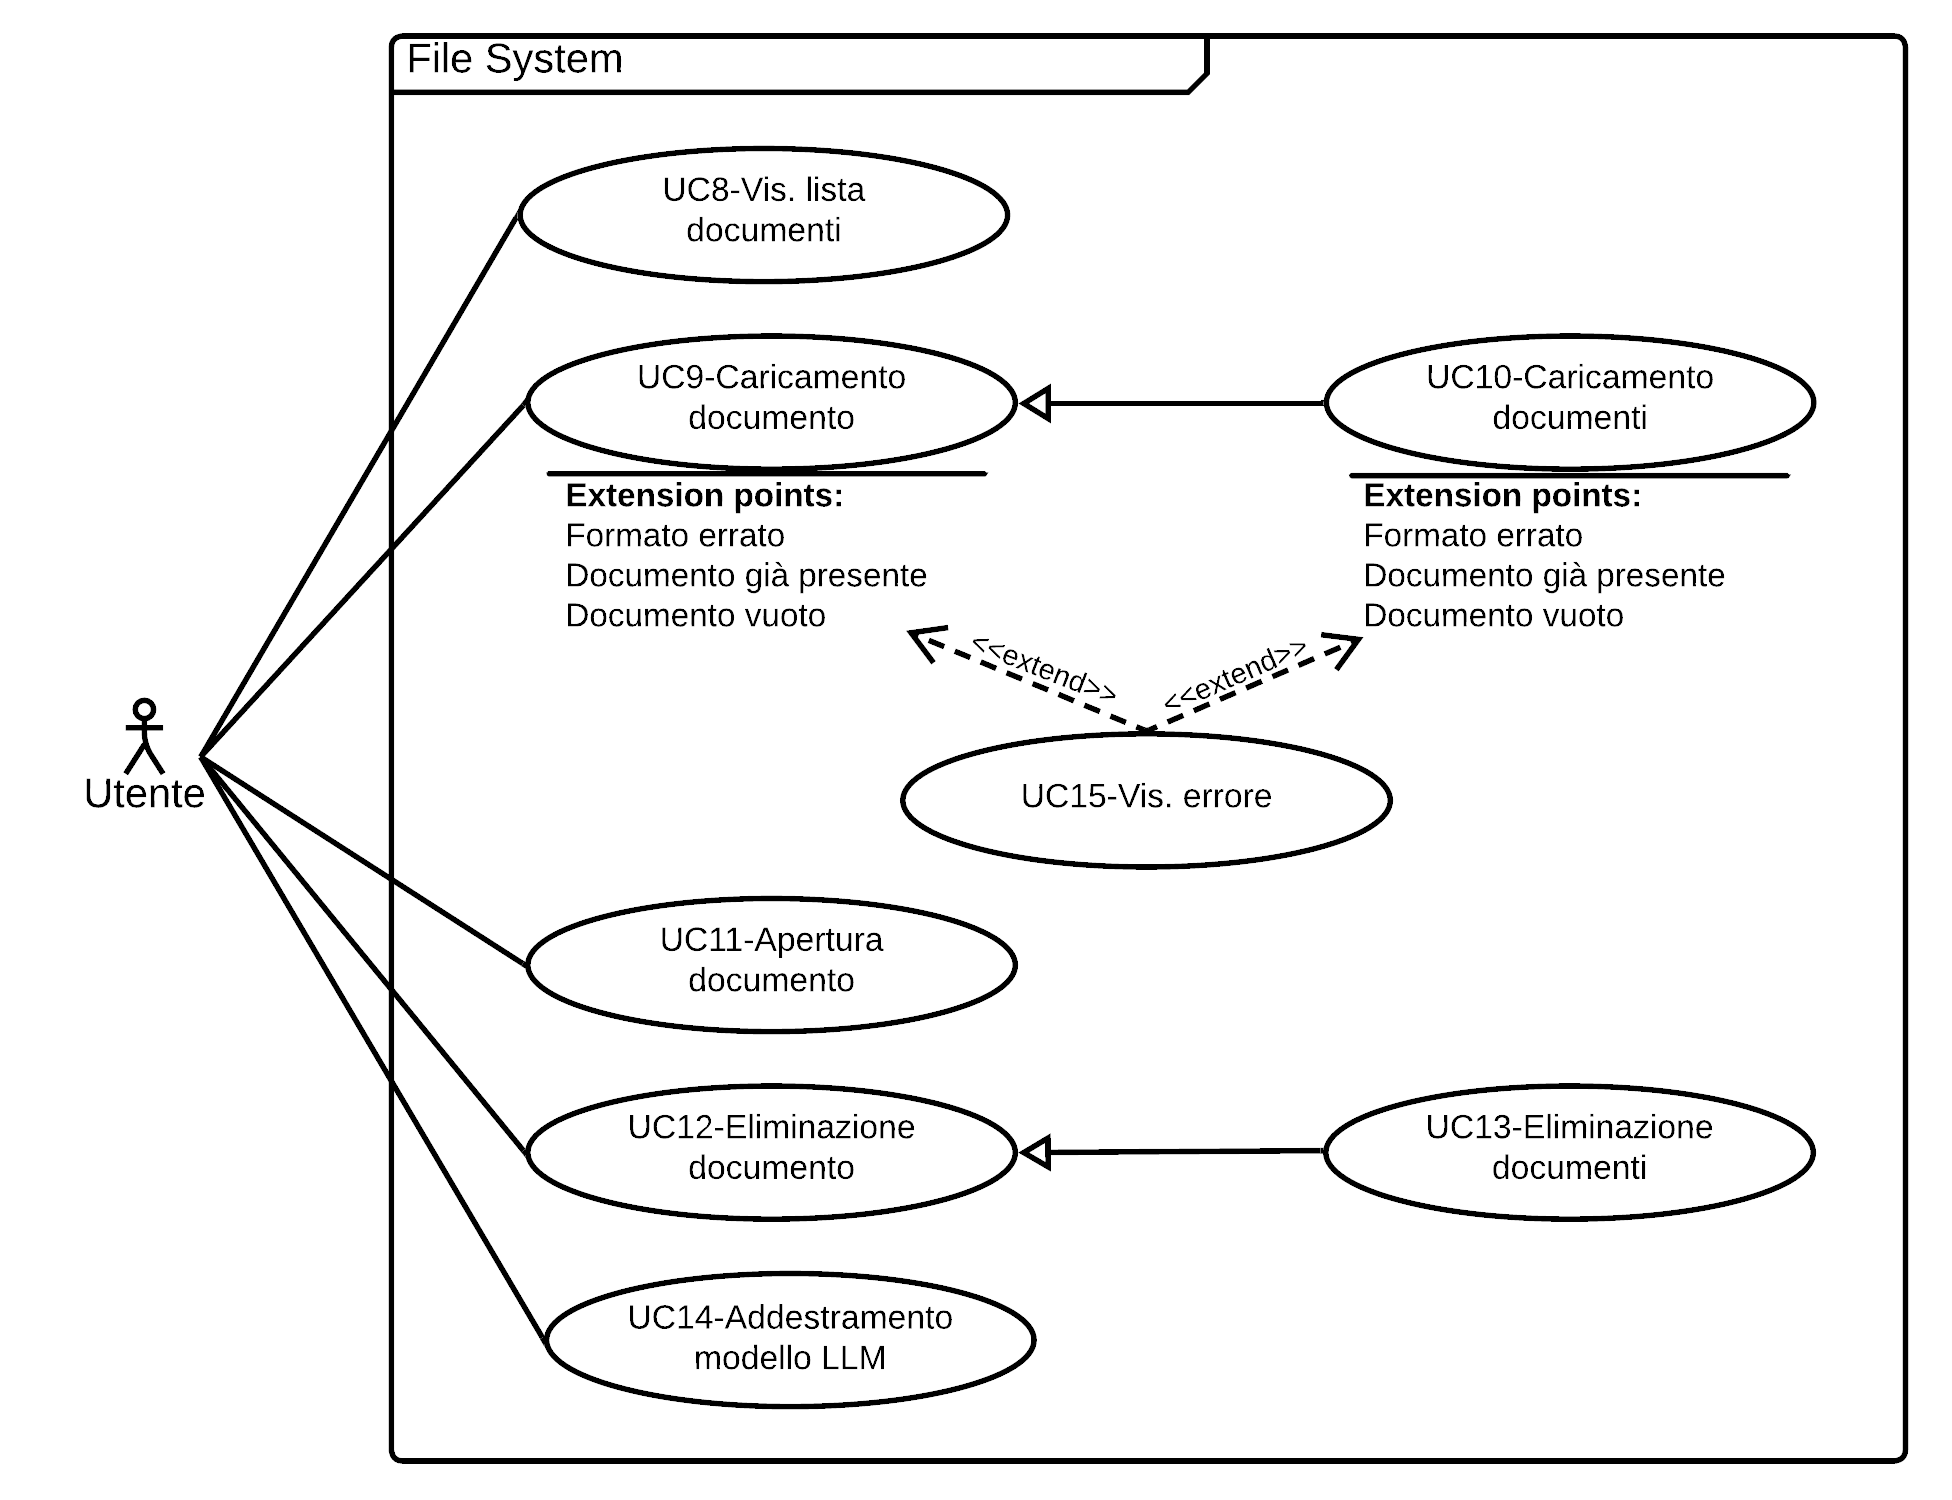 File System
UC8-Vis. lista
documenti
UC9-Caricamento
documento
UC10-Caricamento
documenti
Extension points:
Formato errato
Documento già presente
Documento vuoto
Extension points:
Formato errato
Documento già presente
Documento vuoto
<<extend>>
<<extend>>
Utente
UC15-Vis. errore
UC11-Apertura
documento
UC12-Eliminazione
documento
UC13-Eliminazione
documenti
UC14-Addestramento
modello LLM